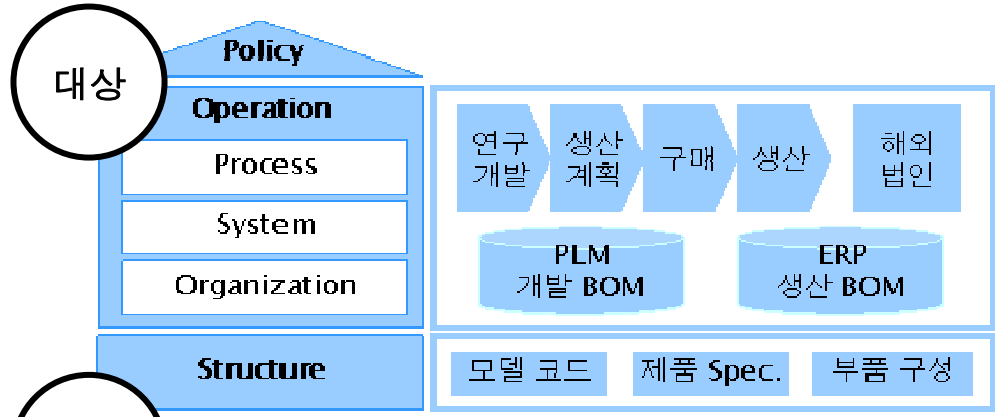 대상
Policy
Operation
Process
System
Organization
연구
개발
생산
계획
구매
생산
해외
법인
PLM
개발 BOM
ERP
생산 BOM
Structure
모델 코드
제품 Spec.
부품 구성